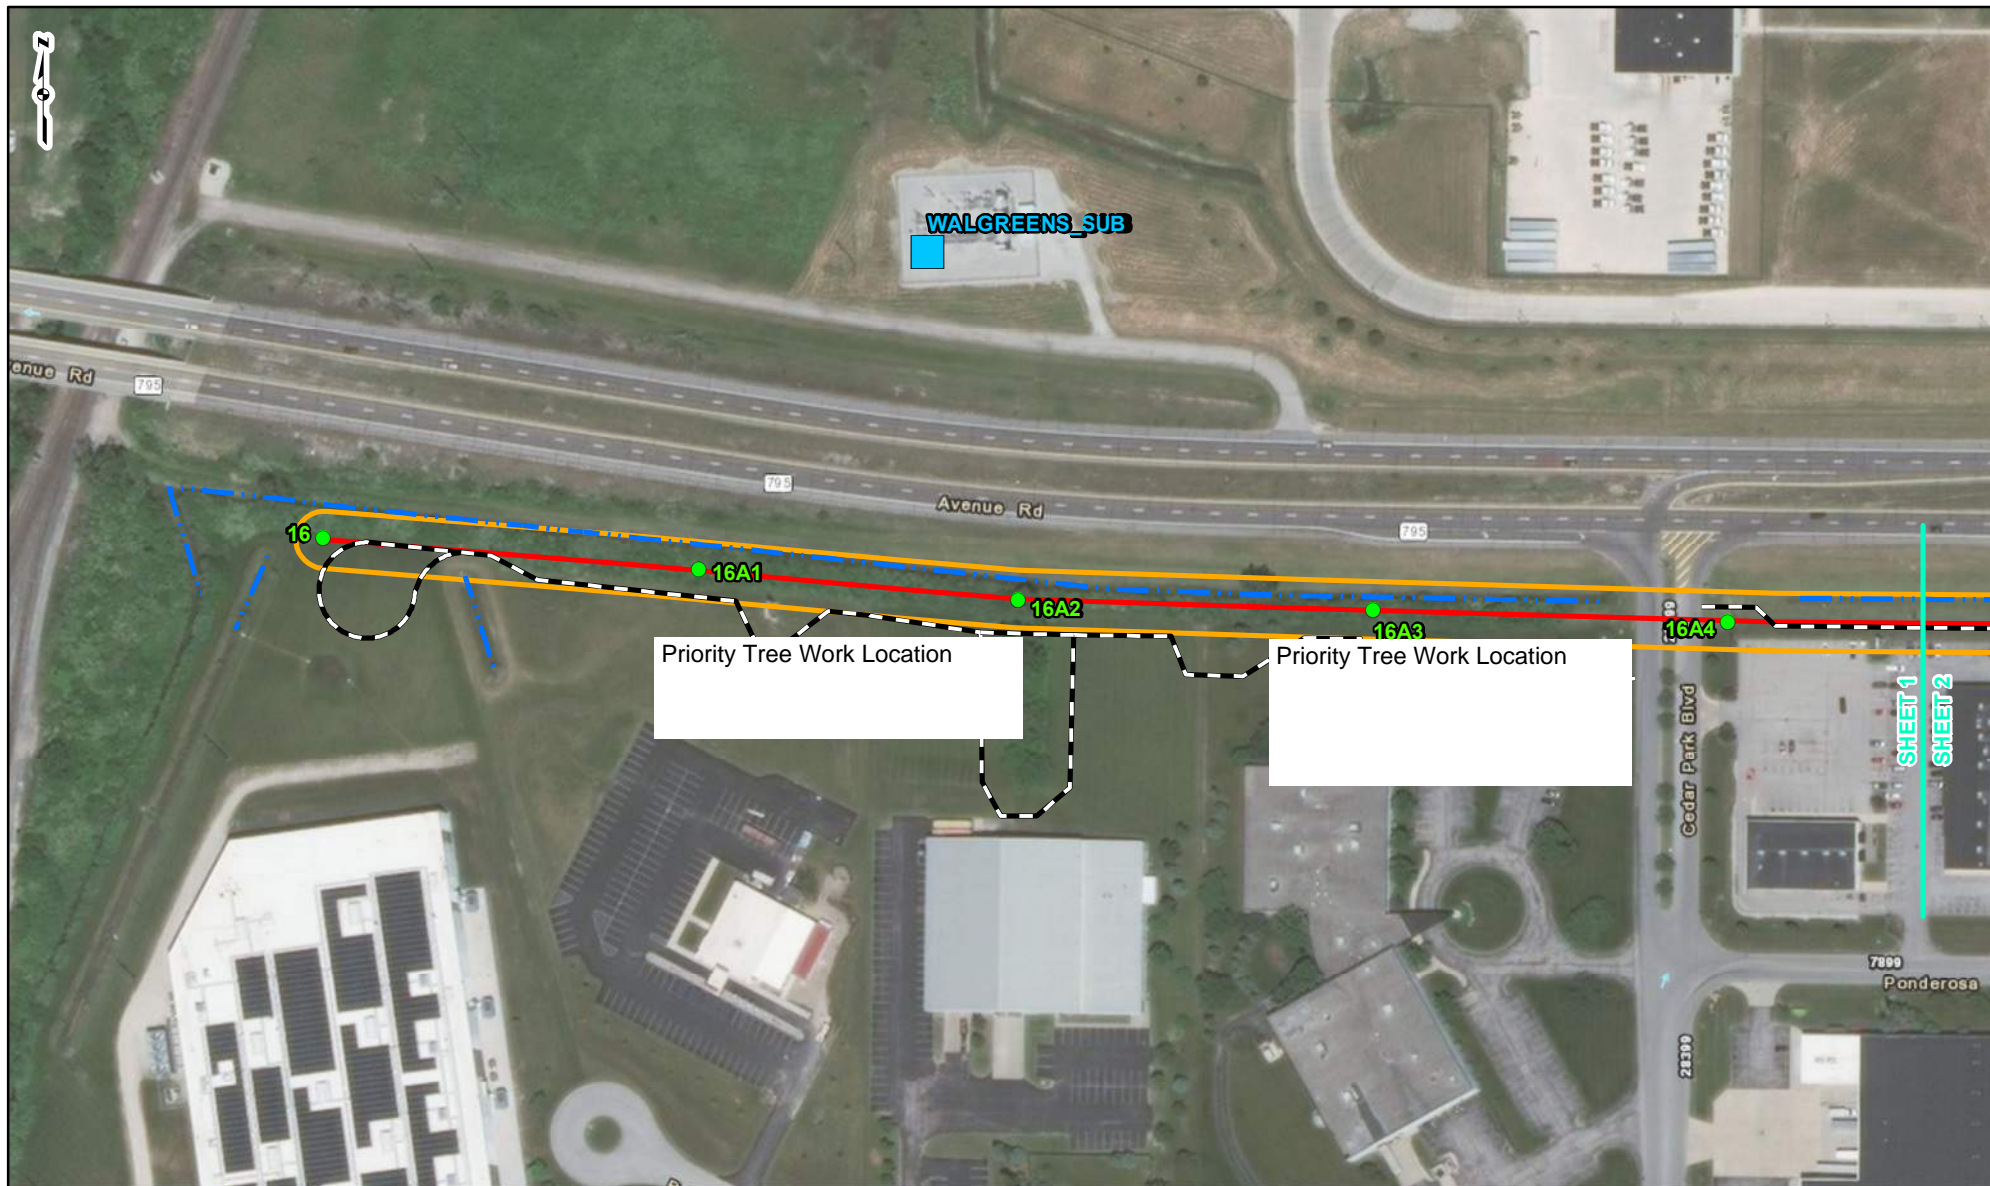 N
WALGREENS_SUB
venue Rd
795
795
Avenue Rd
795
16
16A1
16A2
16A3
16A4
Priority Tree Work Location
Priority Tree Work Location
Cedar Park Blvd
SHEET 1
SHEET 2
7899
Ponderosa
28399